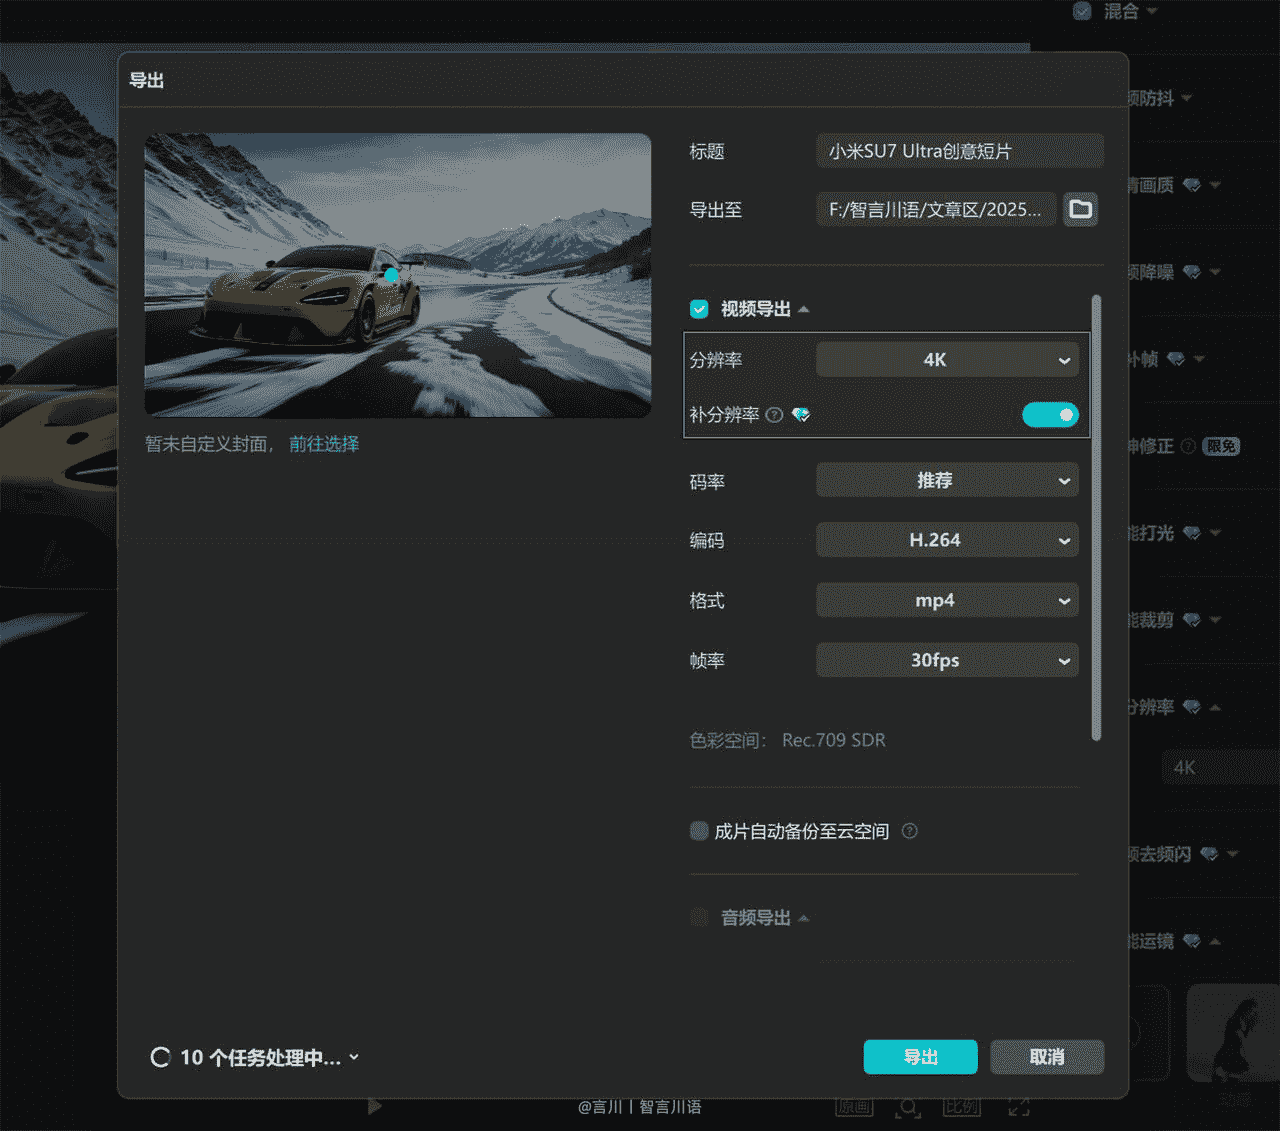 混合
导出
标题
小米SU7 Ultra创意短片
导出至
F:/智言川语/文章区/2025...
视频导出
分辨率
4K
补分辨率
码率
推荐
编码
H.264
格式
mp4
帧率
30fps
色彩空间： Rec.709 SDR
成片自动备份至云空间
音频导出
暂未自定义封面， 前往选择
10 个任务处理中...
导出
取消
频防抖
画质
频降噪
补帧
修正
限免
能打光
能裁剪
分辨率
4K
频去频闪
能运镜
@言川丨智言川语
原画
比例